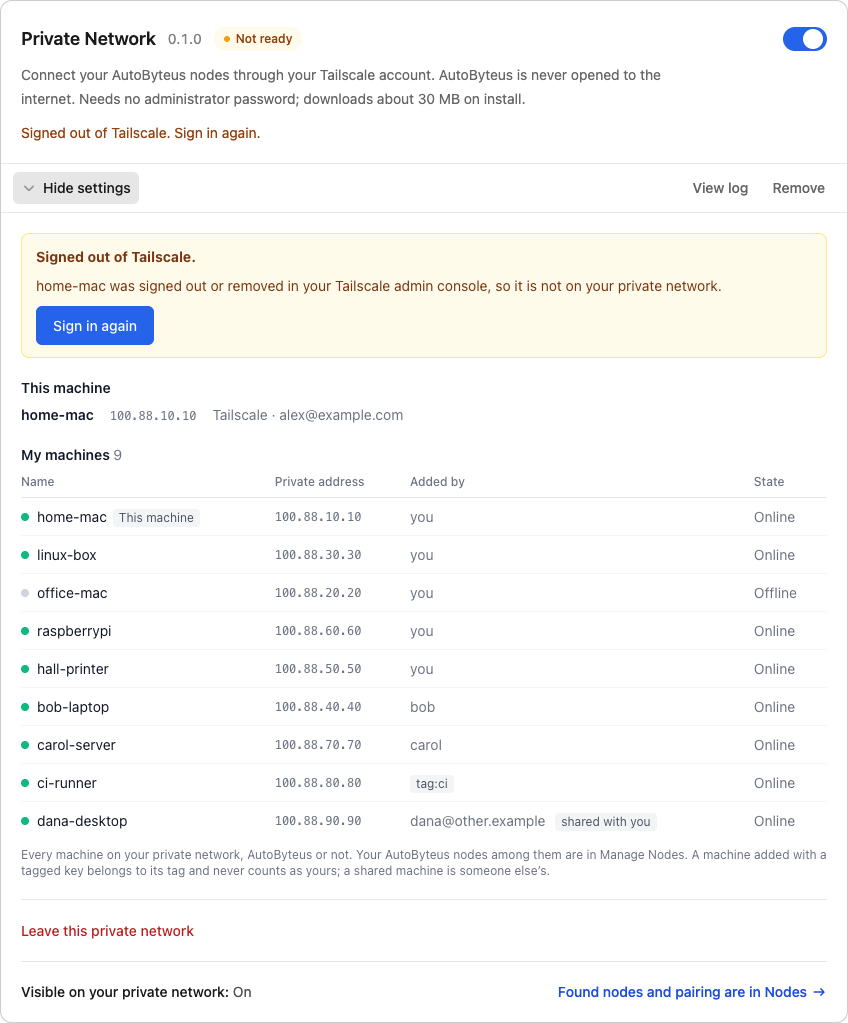 Private Network 0.1.0 Not ready
Connect your AutoByteus nodes through your Tailscale account. AutoByteus is never opened to the
internet. Needs no administrator password; downloads about 30 MB on install.
Signed out of Tailscale. Sign in again.
Hide settings View log Remove
Signed out of Tailscale.
home-mac was signed out or removed in your Tailscale admin console, so it is not on your private network.
Sign in again
This machine
home-mac 100.88.10.10 Tailscale · alex@example.com
My machines 9
Name Private address Added by State
home-mac This machine 100.88.10.10 you Online
linux-box 100.88.30.30 you Online
office-mac 100.88.20.20 you Offline
raspberrypi 100.88.60.60 you Online
hall-printer 100.88.50.50 you Online
bob-laptop 100.88.40.40 bob Online
carol-server 100.88.70.70 carol Online
ci-runner 100.88.80.80 tag:ci Online
dana-desktop 100.88.90.90 dana@other.example shared with you Online
Every machine on your private network, AutoByteus or not. Your AutoByteus nodes among them are in Manage Nodes. A machine added with a
tagged key belongs to its tag and never counts as yours; a shared machine is someone else’s.
Leave this private network
Visible on your private network: On Found nodes and pairing are in Nodes →